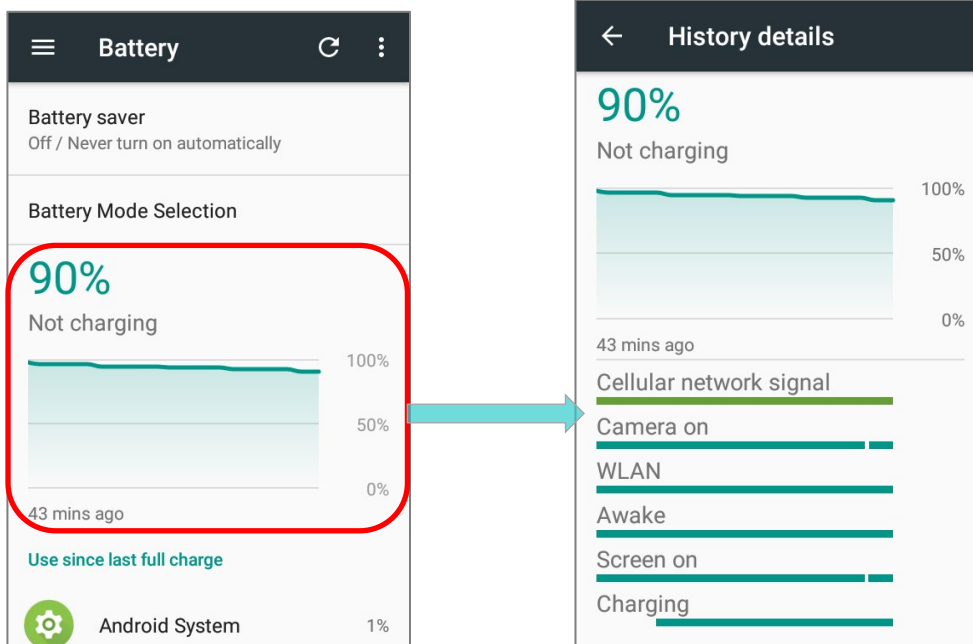 Battery
Battery saver
Off / Never turn on automatically
Battery Mode Selection
90%
Not charging
100%
50%
0%
43 mins ago
Use since last full charge
Android System 1%
History details
90%
Not charging
100%
50%
0%
43 mins ago
Cellular network signal
Camera on
WLAN
Awake
Screen on
Charging